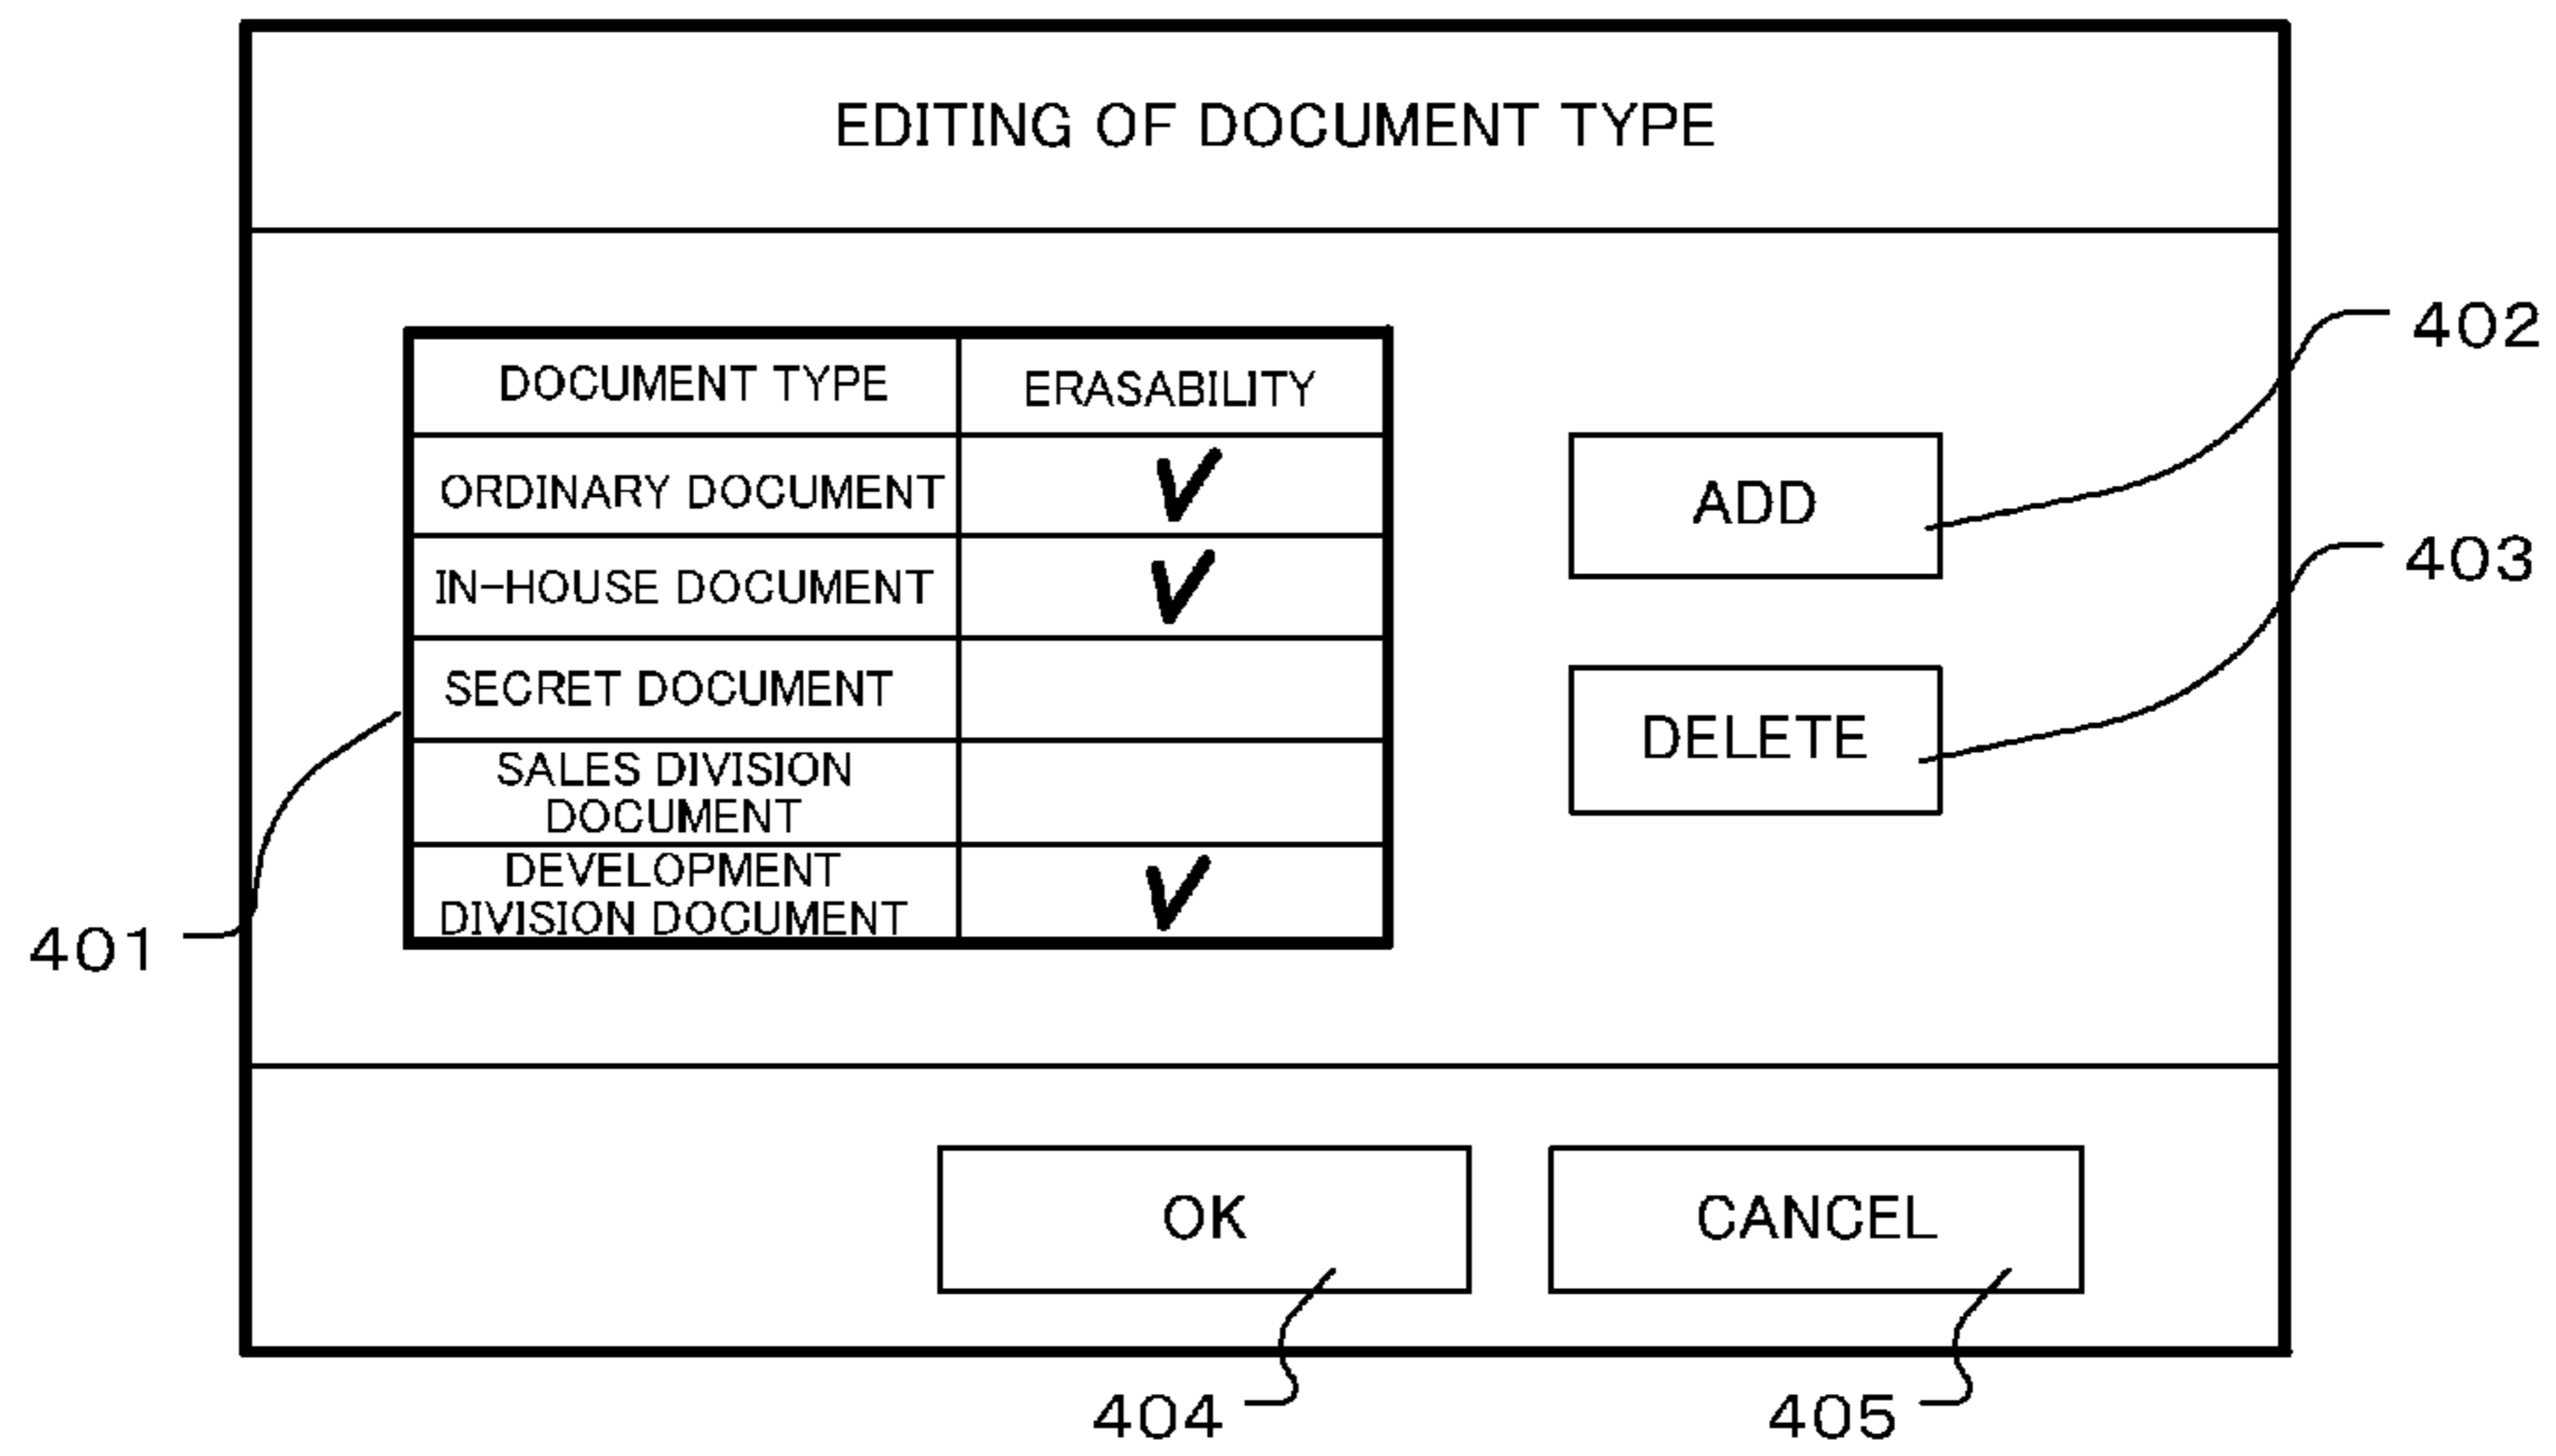 EDITING OF DOCUMENT TYPE
DOCUMENT TYPE
ERASABILITY
ORDINARY DOCUMENT
IN-HOUSE DOCUMENT
SECRET DOCUMENT
SALES DIVISION
DOCUMENT
DEVELOPMENT
DIVISION DOCUMENT
ADD
DELETE
402
403
401
OK
CANCEL
404
405